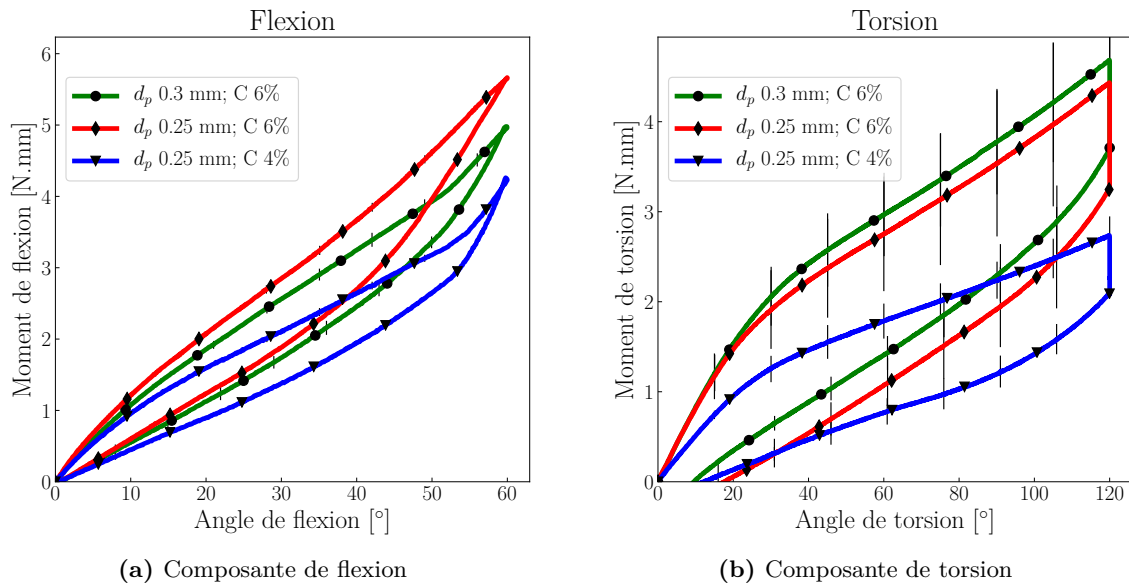 Flexion
6
5
4
3
2
1
0
Moment de flexion [N.mm]
d_p 0.3 mm; C 6%
d_p 0.25 mm; C 6%
d_p 0.25 mm; C 4%
0 10 20 30 40 50 60
Angle de flexion [°]
(a) Composante de flexion
Torsion
4
3
2
1
0
Moment de torsion [N.mm]
d_p 0.3 mm; C 6%
d_p 0.25 mm; C 6%
d_p 0.25 mm; C 4%
0 20 40 60 80 100 120
Angle de torsion [°]
(b) Composante de torsion